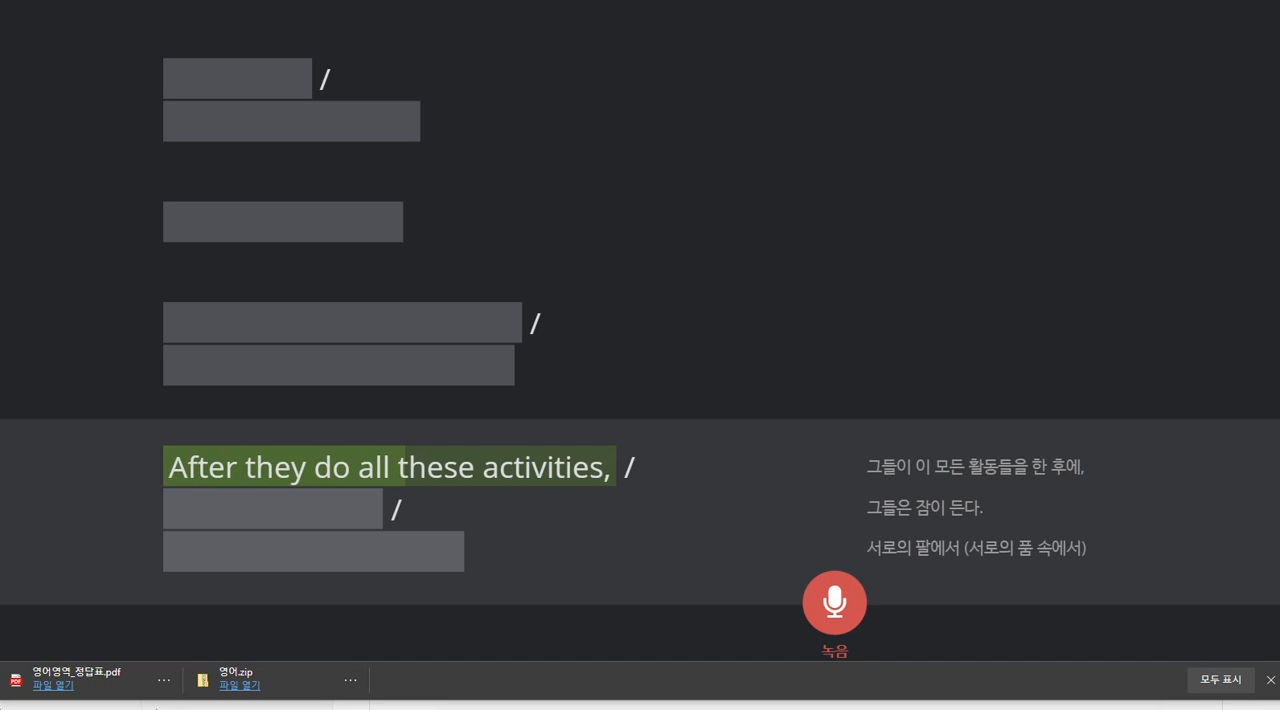 /
/
After they do all these activities, /
그들이 이 모든 활동들을 한 후에,
/
그들은 잠이 든다.
서로의 팔에서 (서로의 품 속에서)
녹음
영어영역_정답표.pdf
파일 열기
...
영어.zip
파일 열기
...
모두 표시
PDF